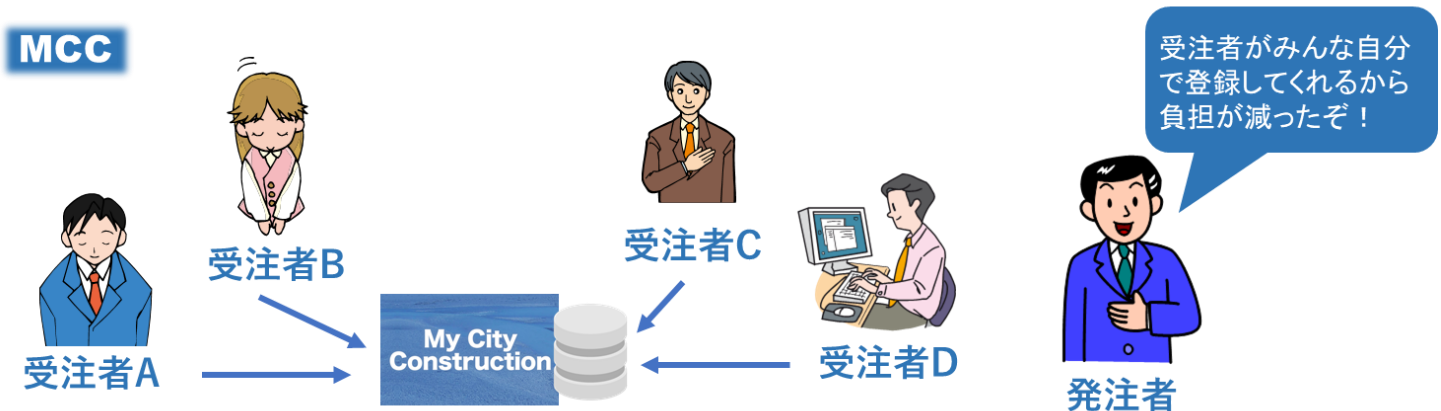 MCC
受注者がみんな自分
で登録してくれるから
負担が減ったぞ！
受注者B
受注者C
My City
Construction
受注者A
受注者D
発注者